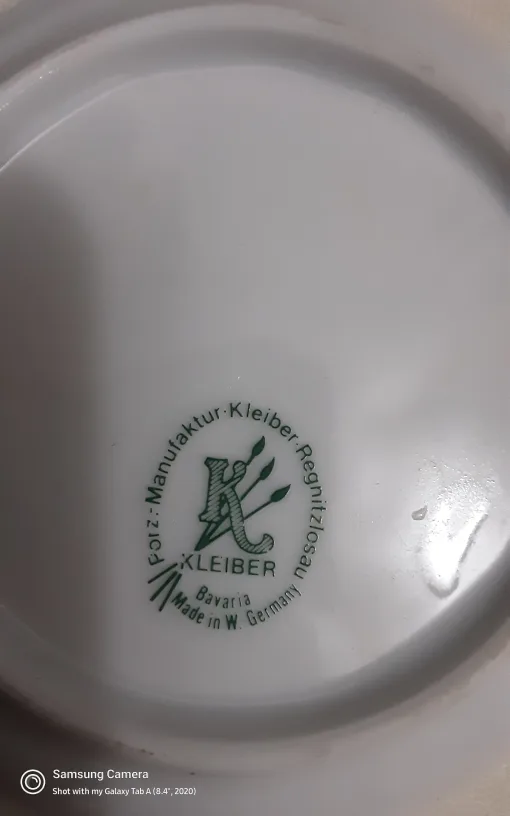 Porz.-Manufaktur·Kleiber·Regnitzlosau
K
KLEIBER
Bavaria
Made in W. Germany
Samsung Camera
Shot with my Galaxy Tab A (8.4", 2020)